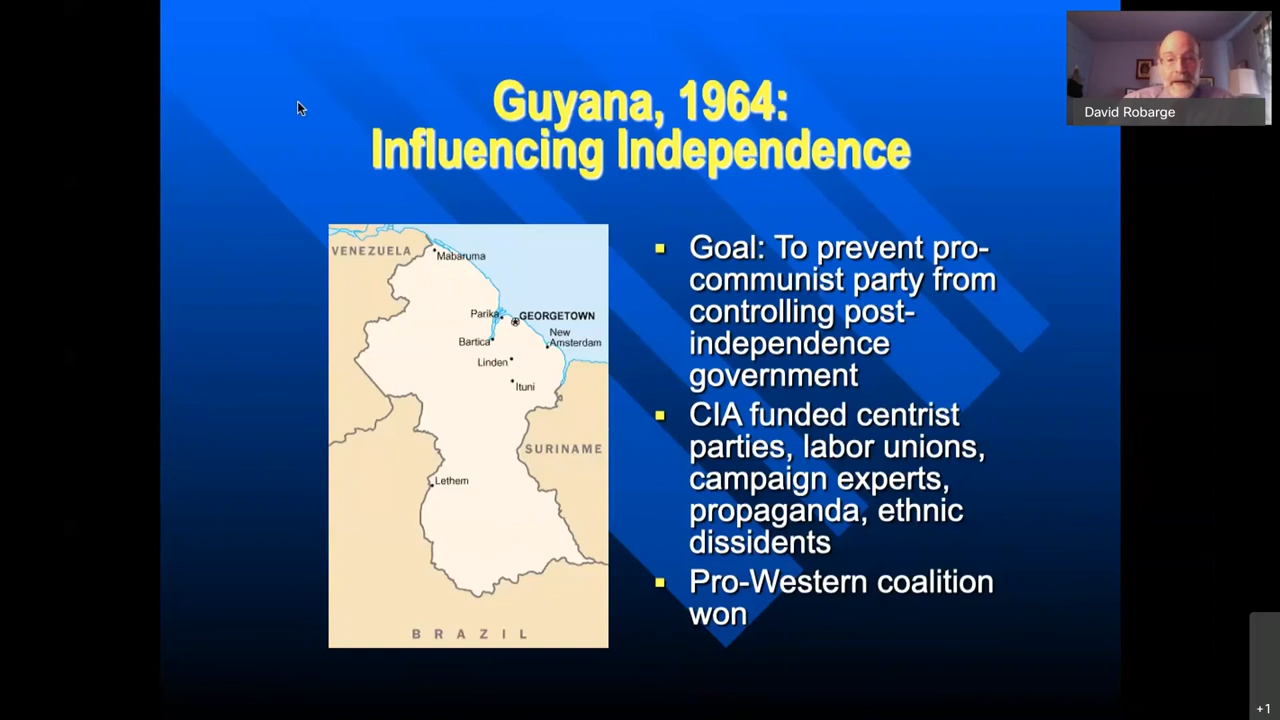 David Robarge
Guyana, 1964:
Influencing Independence
VENEZUELA
Mabaruma
Parika
GEORGETOWN
New
Amsterdam
Bartica
Linden
Ituni
SURINAME
Lethem
BRAZIL
▪ Goal: To prevent pro-
communist party from
controlling post-
independence
government
▪ CIA funded centrist
parties, labor unions,
campaign experts,
propaganda, ethnic
dissidents
▪ Pro-Western coalition
won
+1